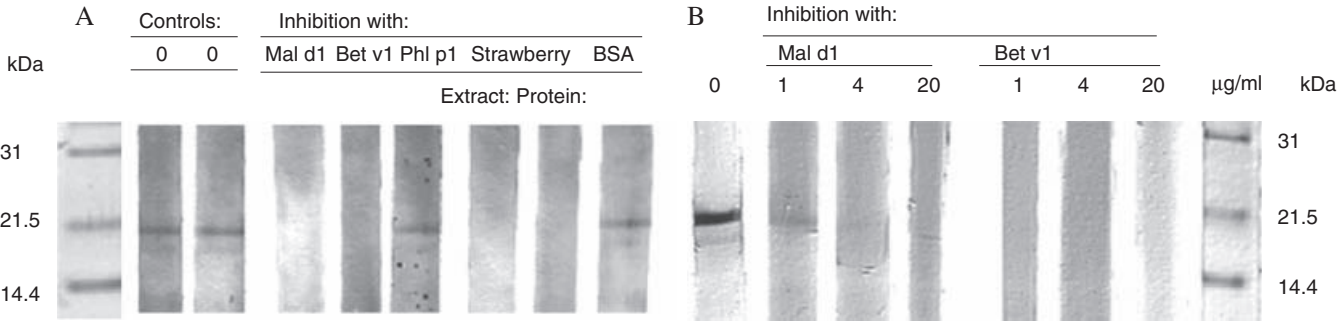 A
Controls:
Inhibition with:
kDa
0 0
Mal d1 Bet v1 Phl p1 Strawberry BSA
Extract: Protein:
31
21.5
14.4
B
Inhibition with:
Mal d1 Bet v1
0 1 4 20 1 4 20 µg/ml kDa
31
21.5
14.4